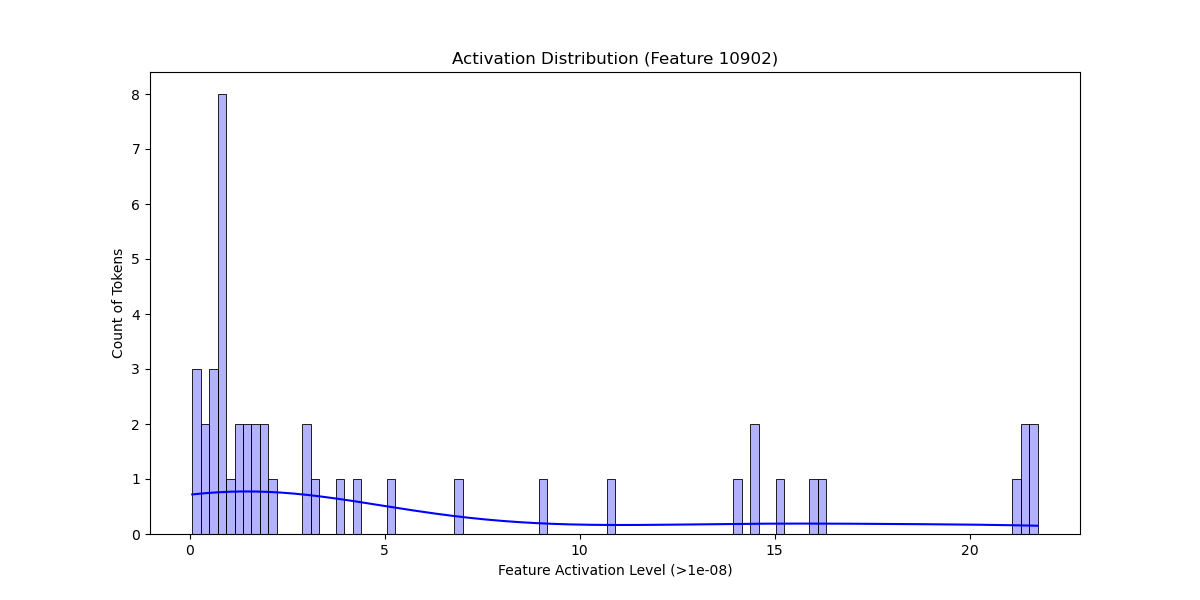 Activation Distribution (Feature 10902)
8
7
6
5
4
3
2
1
0
Count of Tokens
0 5 10 15 20
Feature Activation Level (>1e-08)